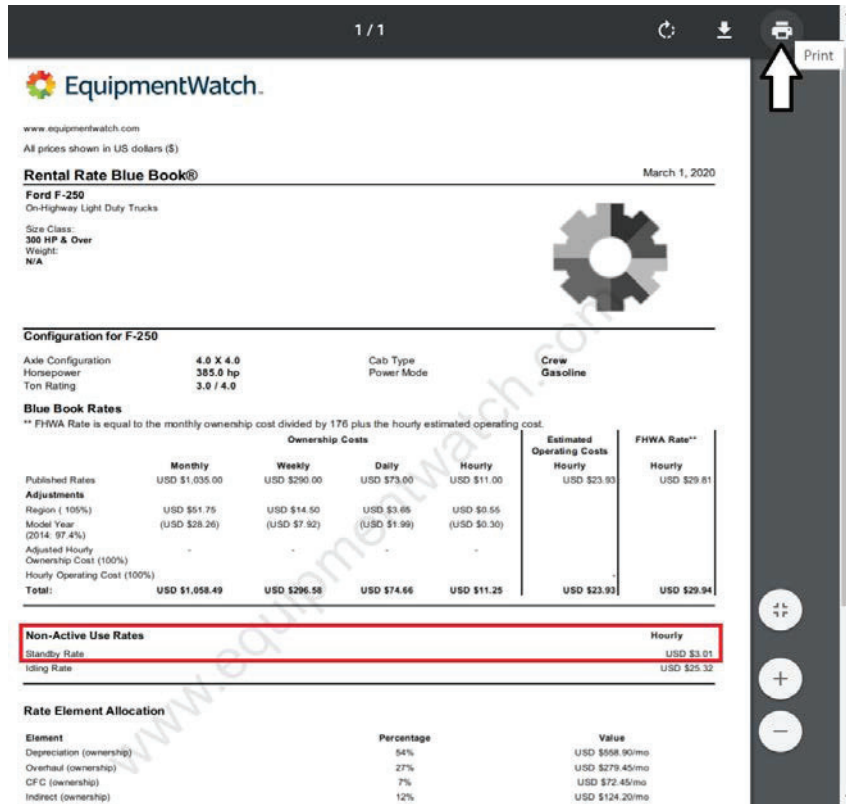 1 / 1
Print
EquipmentWatch.
www.equipmentwatch.com
All prices shown in US dollars ($)
Rental Rate Blue Book® March 1, 2020
Ford F-250
On-Highway Light Duty Trucks
Size Class:
300 HP & Over
Weight:
N/A
Configuration for F-250
Axle Configuration 4.0 X 4.0 Cab Type Crew
Horsepower 385.0 hp Power Mode Gasoline
Ton Rating 3.0 / 4.0
Blue Book Rates
** FHWA Rate is equal to the monthly ownership cost divided by 176 plus the hourly estimated operating cost.
Ownership Costs Estimated FHWA Rate**
Operating Costs
Monthly Weekly Daily Hourly Hourly Hourly
Published Rates USD $1,035.00 USD $290.00 USD $73.00 USD $11.00 USD $23.93 USD $29.81
Adjustments
Region ( 105%) USD $51.75 USD $14.50 USD $3.65 USD $0.55
Model Year (USD $28.26) (USD $7.92) (USD $1.99) (USD $0.30)
(2014: 97.4%)
Adjusted Hourly - - - -
Ownership Cost (100%)
Hourly Operating Cost (100%) -
Total: USD $1,058.49 USD $296.58 USD $74.66 USD $11.25 USD $23.93 USD $29.94
Non-Active Use Rates Hourly
Standby Rate USD $3.01
Idling Rate USD $25.32
Rate Element Allocation
Element Percentage Value
Depreciation (ownership) 54% USD $558.90/mo
Overhaul (ownership) 27% USD $279.45/mo
CFC (ownership) 7% USD $72.45/mo
Indirect (ownership) 12% USD $124.20/mo
www.equipmentwatch.com